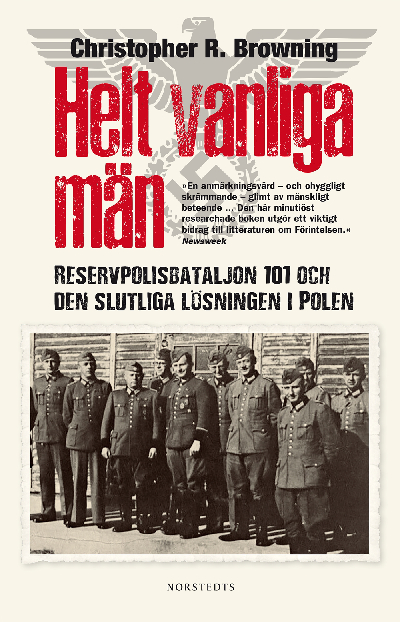 Christopher R. Browning
Helt vanliga
män
»En anmärkningsvärd – och ohyggligt
skrämmande – glimt av mänskligt
beteende ... Den här minutiöst
researchade boken utgör ett viktigt
bidrag till litteraturen om Förintelsen.«
Newsweek
RESERVPOLISBATALJON 101 OCH
DEN SLUTLIGA LÖSNINGEN I POLEN
NORSTEDTS